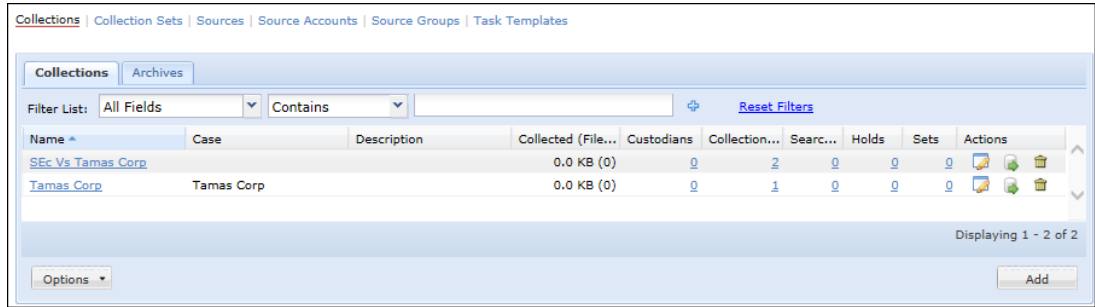 Collections | Collection Sets | Sources | Source Accounts | Source Groups | Task Templates
Collections Archives
Filter List: All Fields Contains Reset Filters
Name Case Description Collected (File... Custodians Collection... Searc... Holds Sets Actions
SEc Vs Tamas Corp 0.0 KB (0) 0 2 0 0 0
Tamas Corp Tamas Corp 0.0 KB (0) 0 1 0 0 0
Displaying 1 - 2 of 2
Options Add